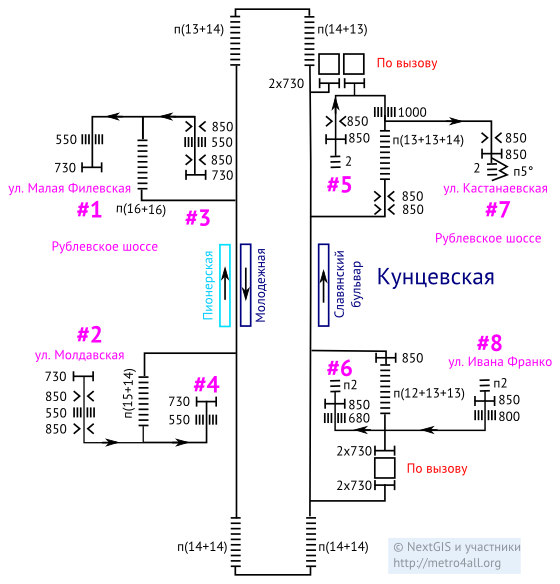 п(13+14)
п(14+13)
По вызову
2x730
1000
850
550
850
550
850
730
730
850
850
2
п(13+13+14)
850
850
2
п5°
#5
ул. Малая Филевская
#1
п(16+16)
#3
850
850
ул. Кастанаевская
#7
Рублевское шоссе
Рублевское шоссе
Пионерская
Молодежная
Славянский
бульвар
Кунцевская
#2
ул. Молдавская
#8
ул. Ивана Франко
850
#6
730
850
550
850
п(15+14)
#4
730
550
п2
850
680
п(12+13+13)
п2
850
800
2x730
По вызову
2x730
п(14+14)
п(14+14)
© NextGIS и участники
http://metro4all.org